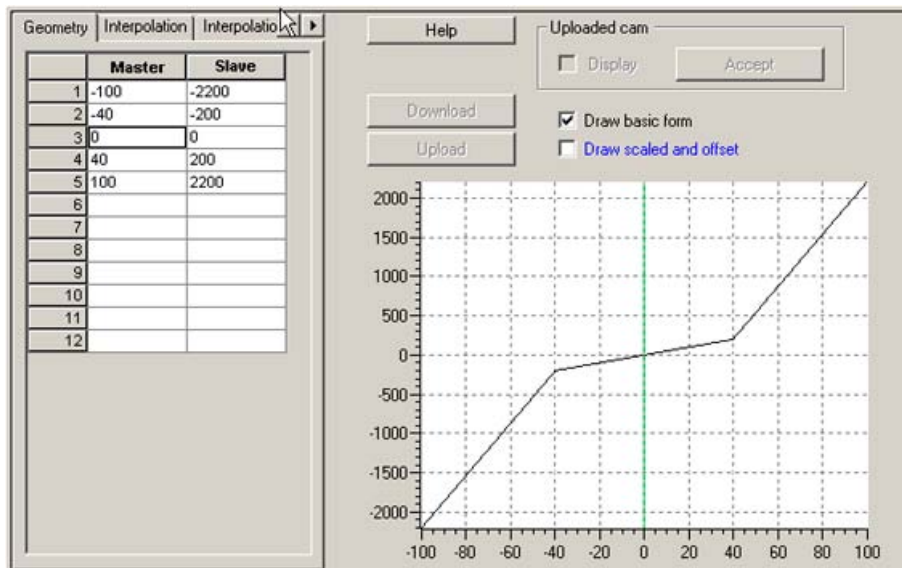 Geometry Interpolation Interpolatio
Master Slave
1 -100 -2200
2 -40 -200
3 0 0
4 40 200
5 100 2200
6
7
8
9
10
11
12
Help
Uploaded cam
Display Accept
Download
Upload
Draw basic form
Draw scaled and offset
2000
1500
1000
500
0
-500
-1000
-1500
-2000
-100 -80 -60 -40 -20 0 20 40 60 80 100